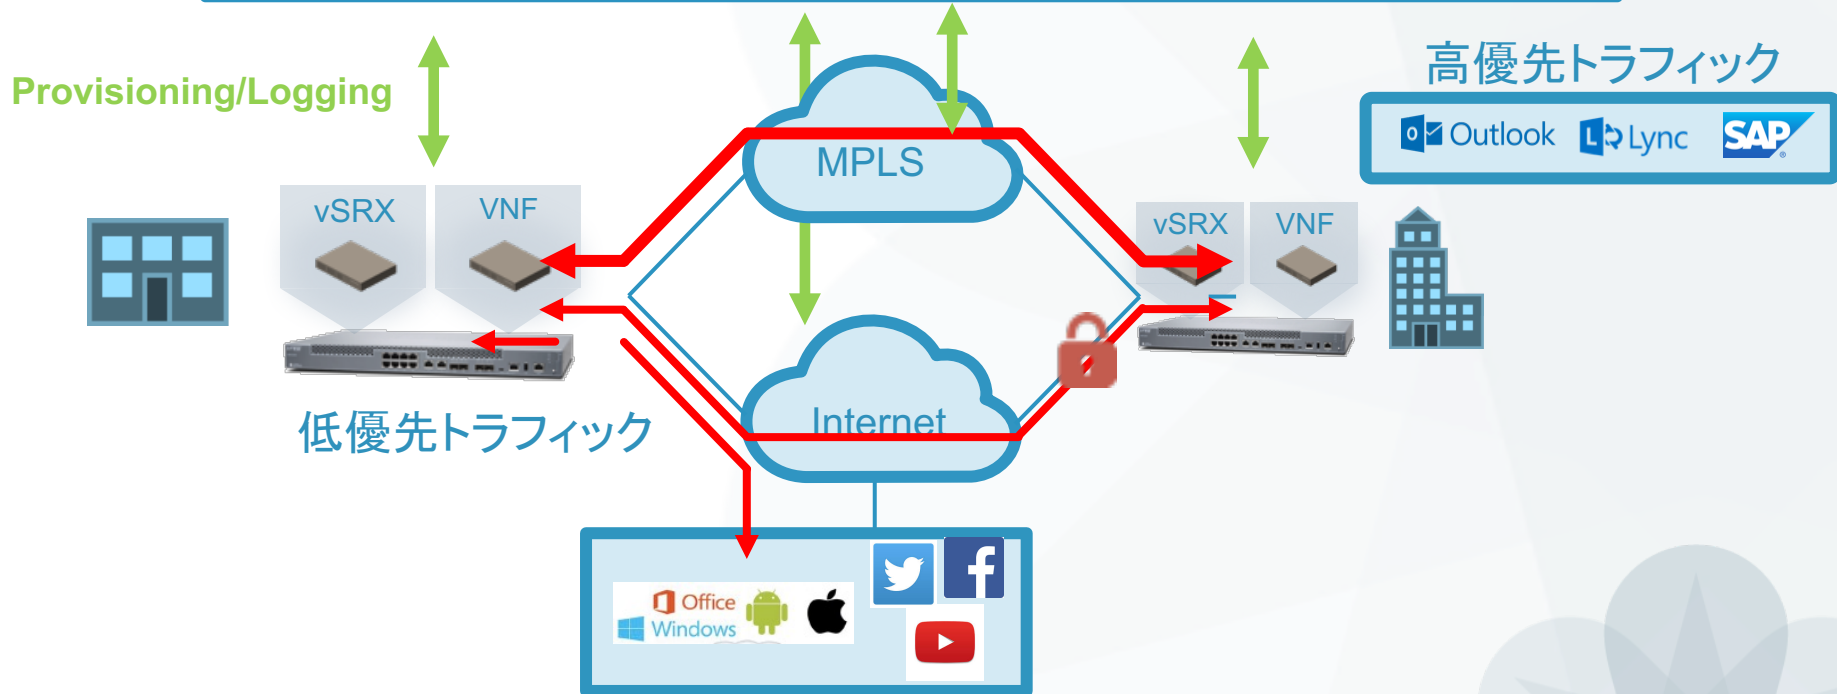 高優先トラフィック
Provisioning/Logging
Outlook
Lync
SAP
MPLS
vSRX
VNF
vSRX
VNF
低優先トラフィック
Internet
Office
Windows